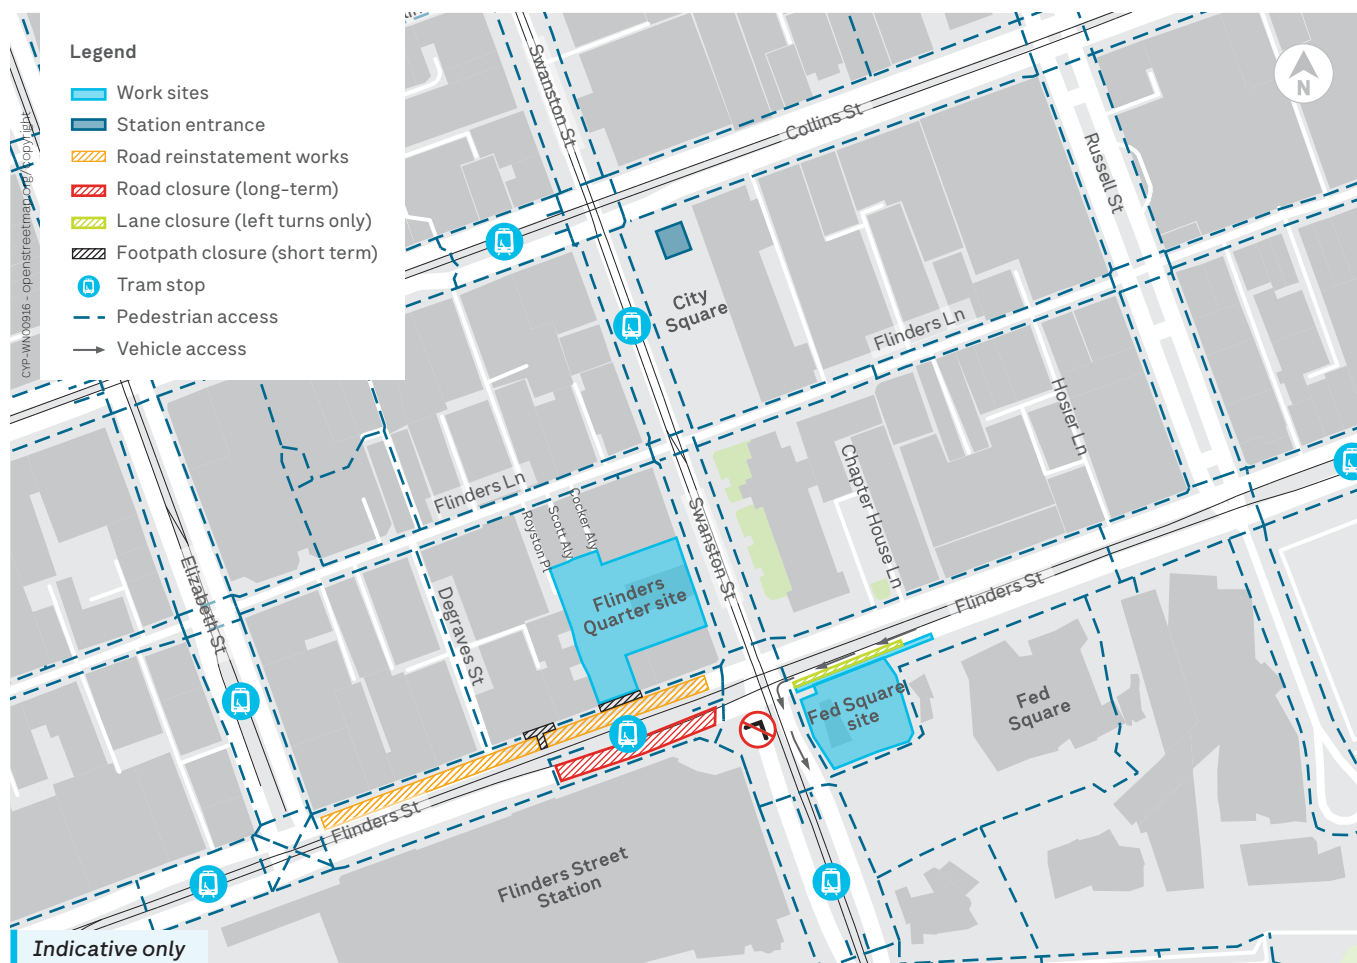 Legend
Work sites
Station entrance
Road reinstatement works
Road closure (long-term)
Lane closure (left turns only)
Footpath closure (short term)
Tram stop
Pedestrian access
Vehicle access
CYP-WN00916 - openstreetmap.org/copyright
N
Swanston St
Collins St
Russell St
City
Square
Flinders Ln
Hosier Ln
Chapter House Ln
Flinders Ln
Cocker Aly
Scott Aly
Royston Pl
Swanston St
Elizabeth St
Degraves St
Flinders
Quarter site
Flinders St
Fed Square
site
Fed
Square
Flinders St
Flinders Street
Station
Indicative only